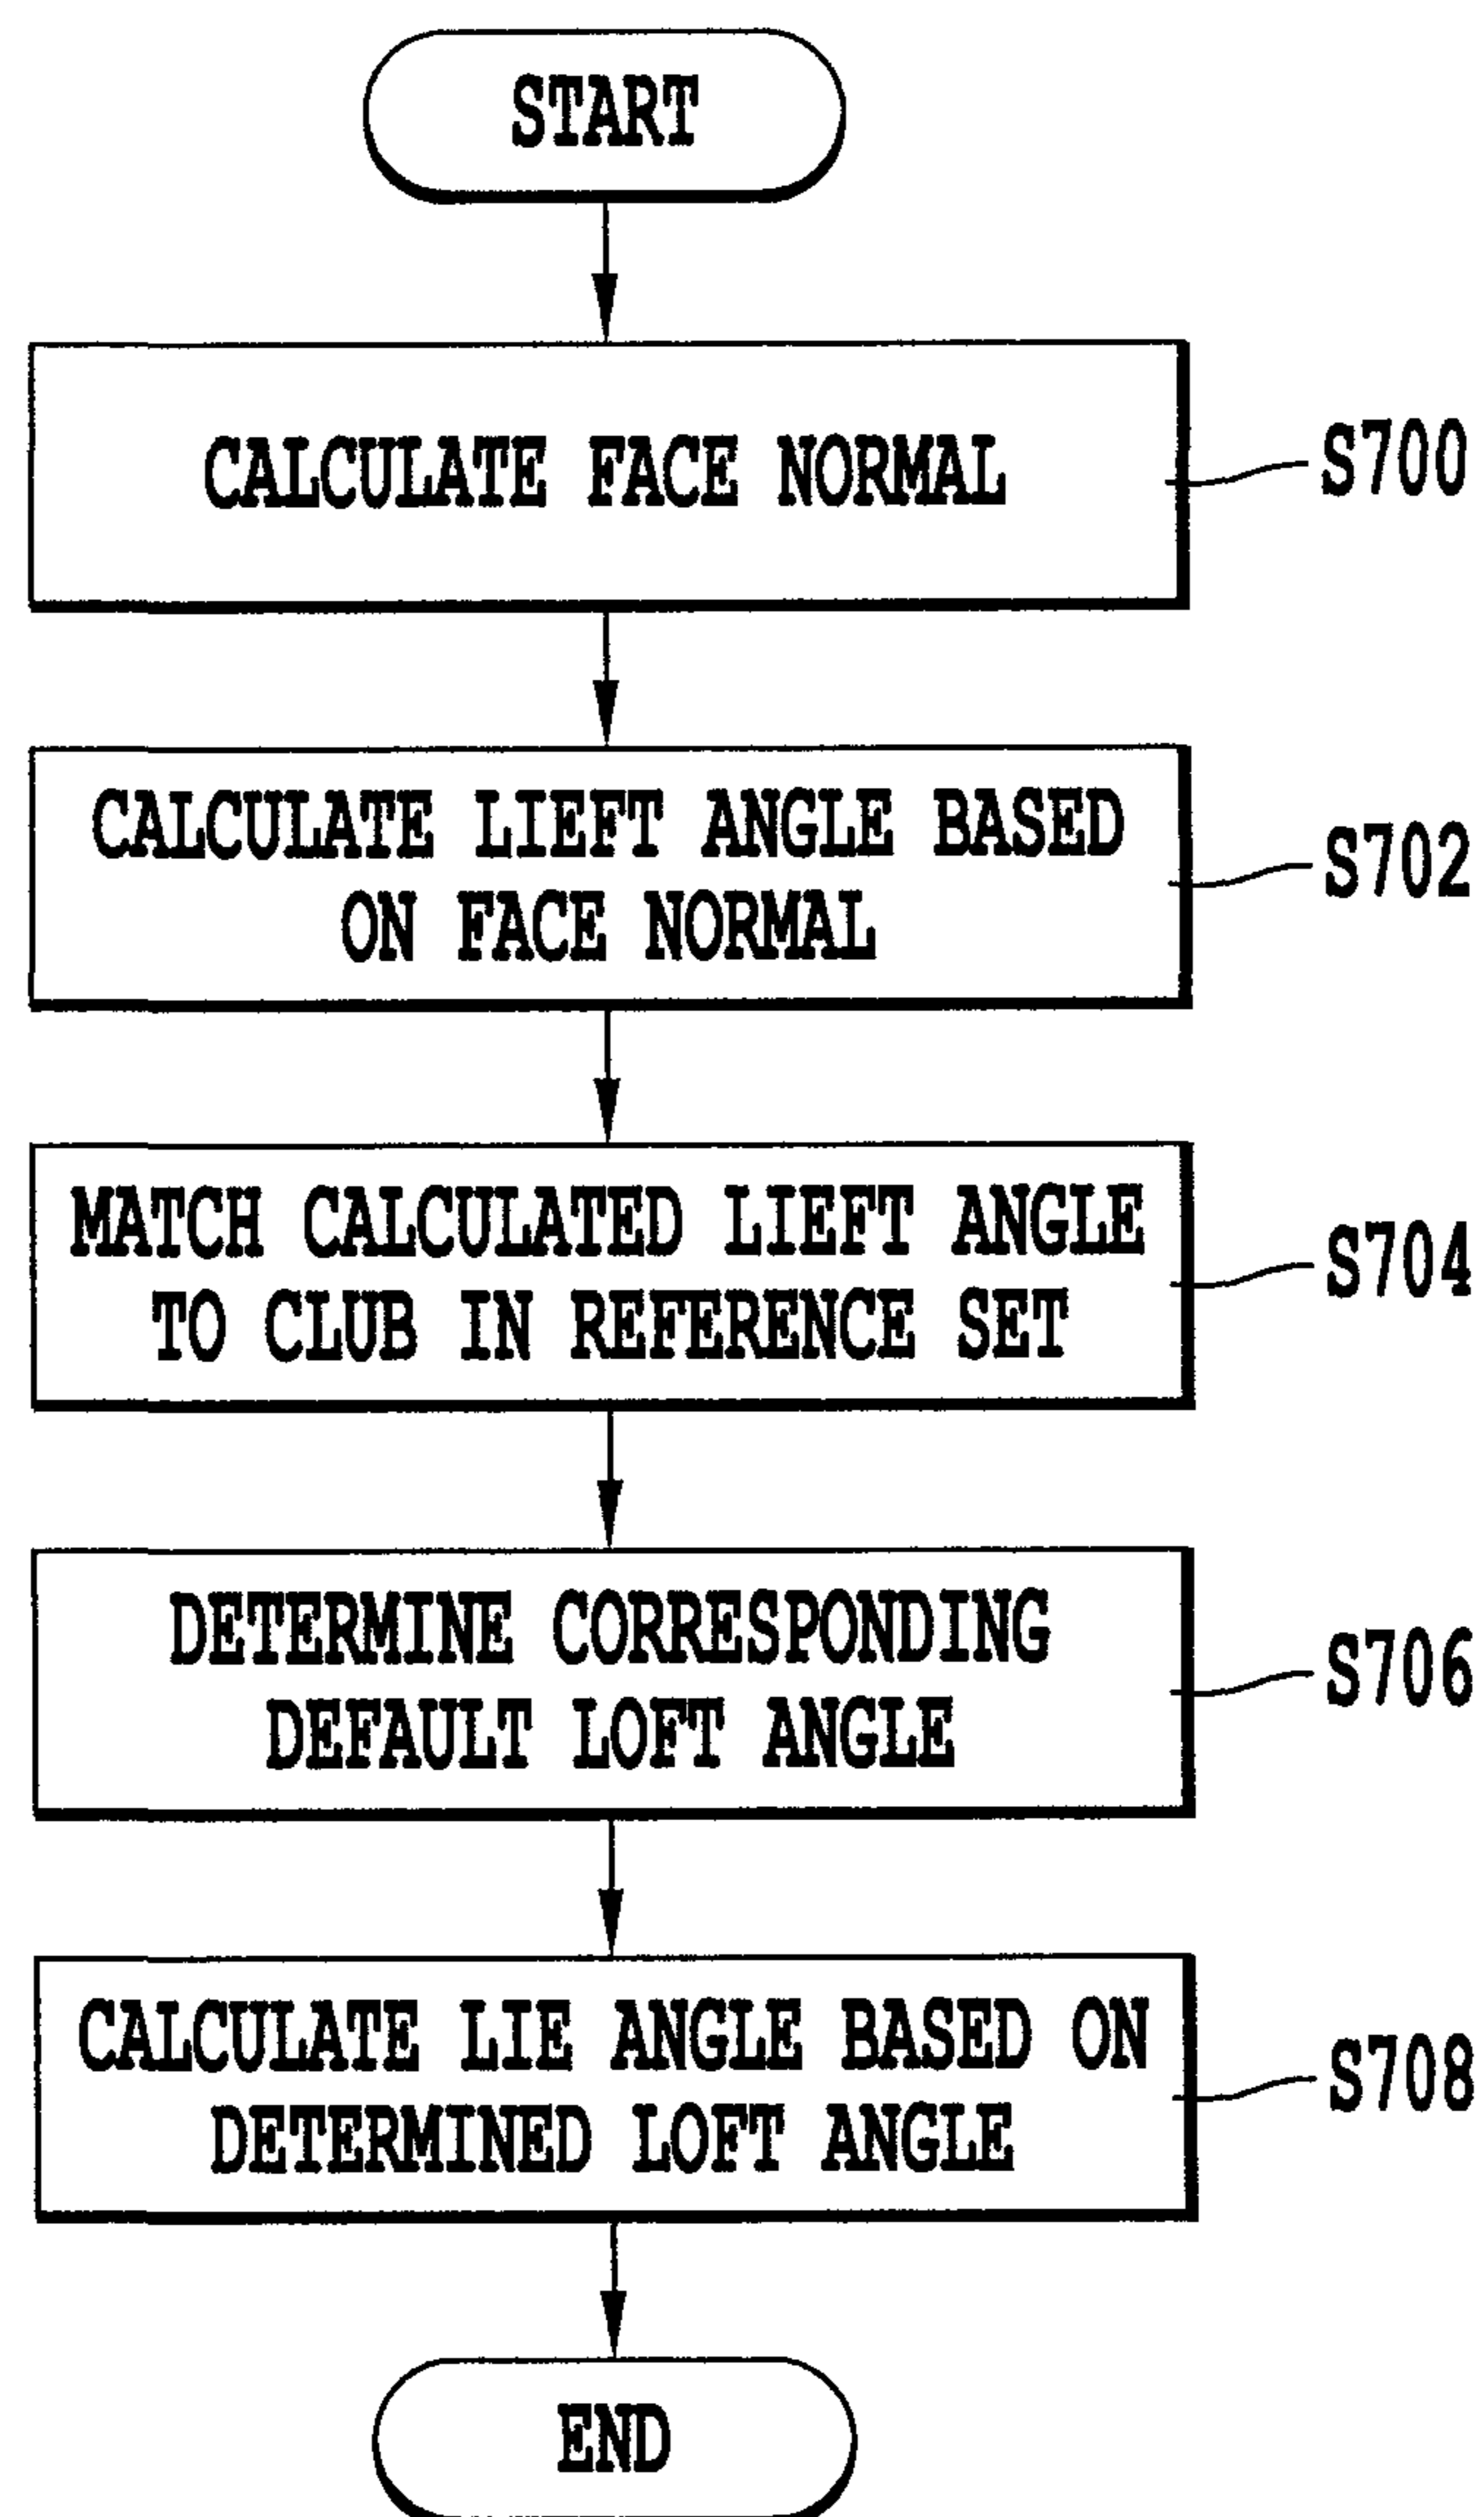 START
CALCULATE FACE NORMAL
S700
CALCULATE LIEFT ANGLE BASED
ON FACE NORMAL
S702
MATCH CALCULATED LIEFT ANGLE
TO CLUB IN REFERENCE SET
S704
DETERMINE CORRESPONDING
DEFAULT LOFT ANGLE
S706
CALCULATE LIE ANGLE BASED ON
DETERMINED LOFT ANGLE
S708
END